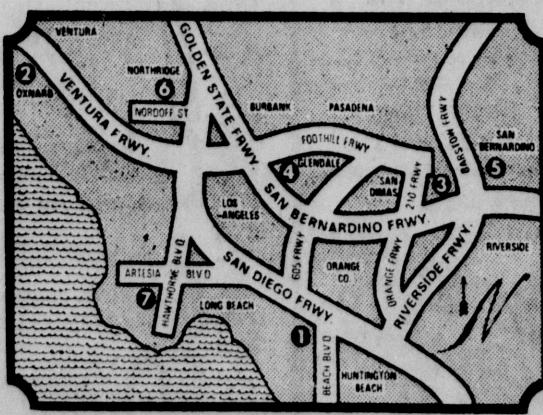 VENTURA
2
OXNARD
VENTURA FRWY.
NORTHRIDGE
6
NORDOFF ST
GOLDEN STATE FRWY.
BURBANK
PASADENA
FOOTHILL FRWY
4
GLENDALE
SAN DIMAS
210 FRWY
3
BARSTOW FRWY
SAN BERNARDINO
5
SAN BERNARDINO FRWY.
LOS ANGELES
605 FRWY
ORANGE CO.
ORANGE FRWY
RIVERSIDE FRWY.
RIVERSIDE
ARTESIA BLVD
HAWTHORNE BLVD
7
SAN DIEGO FRWY
LONG BEACH
1
BEACH BLVD
HUNTINGTON BEACH
N